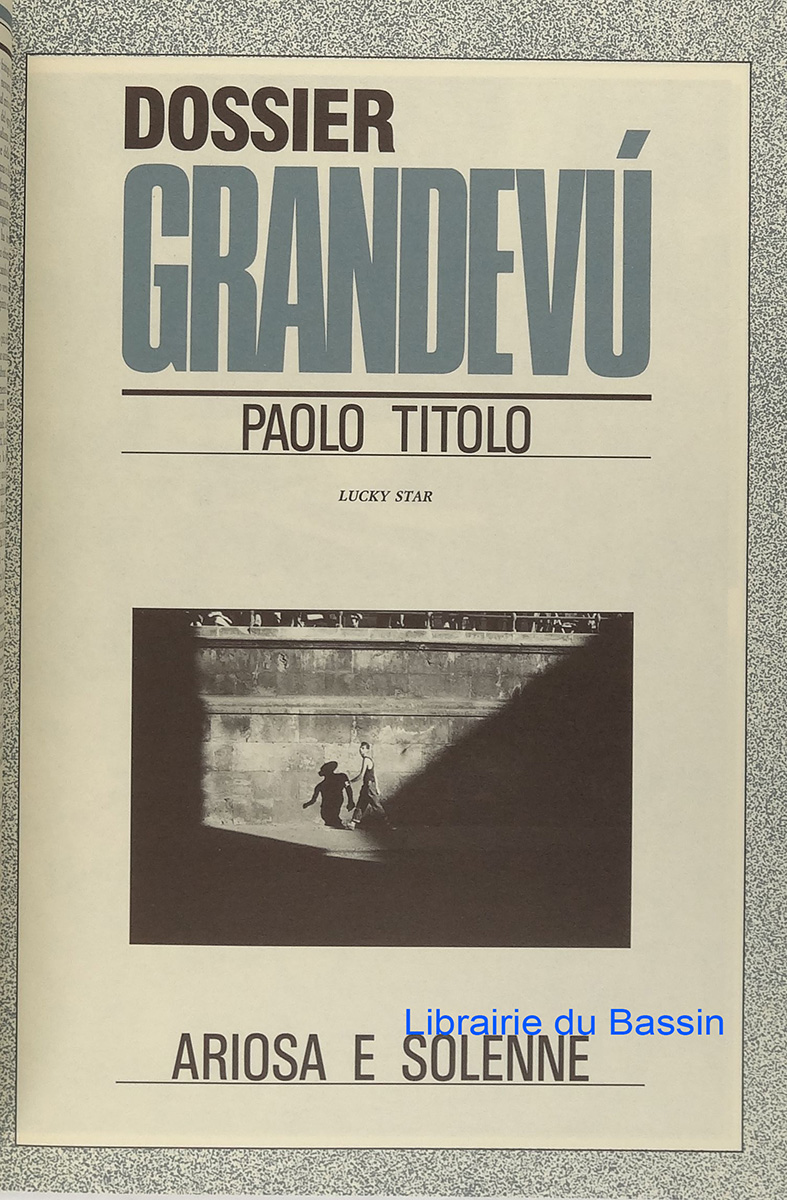 DOSSIER
GRANDEVÚ
PAOLO TITOLO
LUCKY STAR
Librairie du Bassin
ARIOSA E SOLENNE